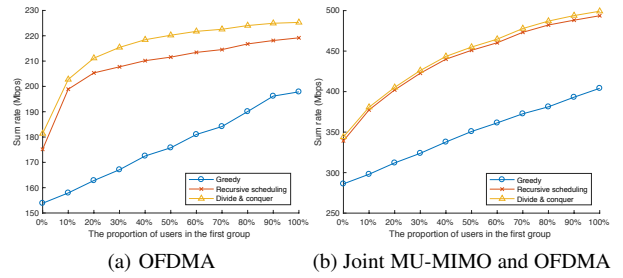 230
220
210
200
190
180
170
160
150
Sum rate (Mbps)
Greedy
Recursive scheduling
Divide & conquer
0% 10% 20% 30% 40% 50% 60% 70% 80% 90% 100%
The proportion of users in the first group
(a) OFDMA
500
450
400
350
300
250
Sum rate (Mbps)
Greedy
Recursive scheduling
Divide & conquer
0% 10% 20% 30% 40% 50% 60% 70% 80% 90% 100%
The proportion of users in the first group
(b) Joint MU-MIMO and OFDMA